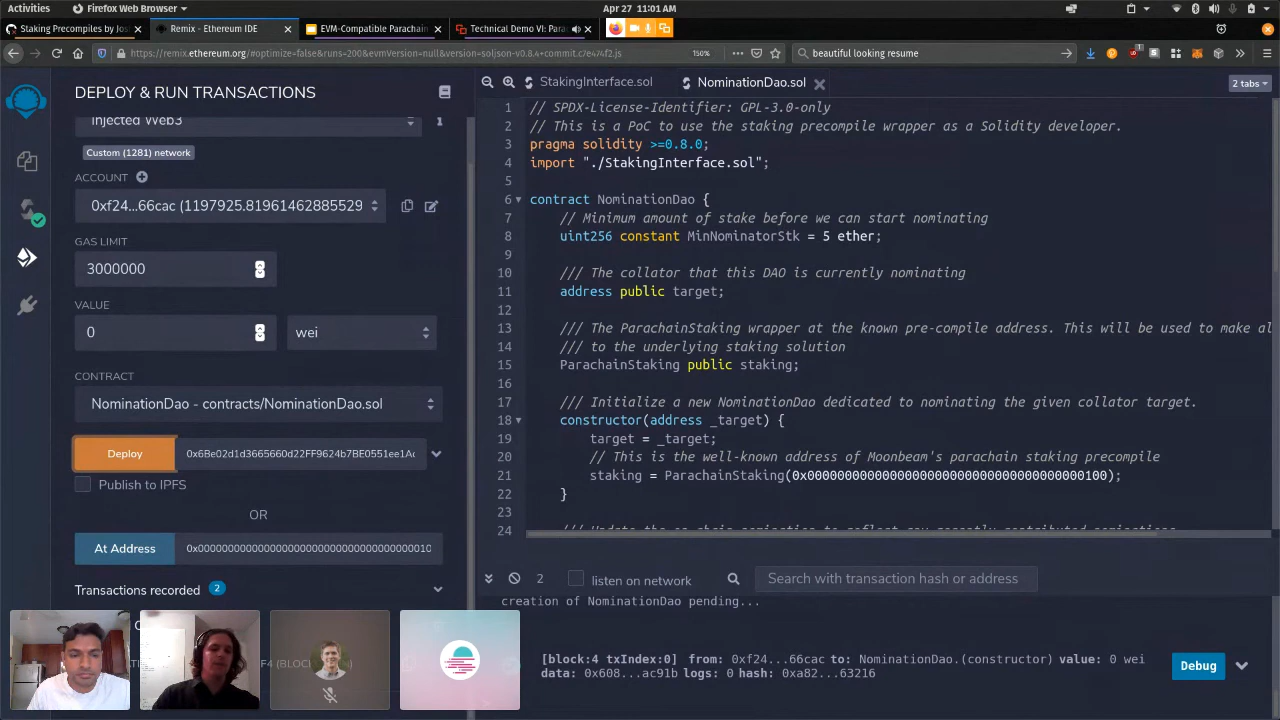 Activities
Firefox Web Browser
Apr 27 11:01 AM
Staking Precompiles by Jos
Remix - Ethereum IDE
EVM-Compatible Parachain
Technical Demo VI: Para
https://remix.ethereum.org/#optimize=false&runs=200&evmVersion=null&version=soljson-v0.8.4+commit.c7e474f2.js
150%
beautiful looking resume
DEPLOY & RUN TRANSACTIONS
StakingInterface.sol
NominationDao.sol
2 tabs
Injected Web3
Custom (1281) network
ACCOUNT
0xf24...66cac (1197925.81961462885529
GAS LIMIT
3000000
VALUE
0
wei
CONTRACT
NominationDao - contracts/NominationDao.sol
Deploy
Publish to IPFS
OR
At Address
Transactions recorded 2
1 // SPDX-License-Identifier: GPL-3.0-only
2 // This is a PoC to use the staking precompile wrapper as a Solidity developer.
3 pragma solidity >=0.8.0;
4 import "./StakingInterface.sol";
5
6 contract NominationDao {
7 // Minimum amount of stake before we can start nominating
8 uint256 constant MinNominatorStk = 5 ether;
9
10 /// The collator that this DAO is currently nominating
11 address public target;
12
13 /// The ParachainStaking wrapper at the known pre-compile address. This will be used to make al
14 /// to the underlying staking solution
15 ParachainStaking public staking;
16
17 /// Initialize a new NominationDao dedicated to nominating the given collator target.
18 constructor(address _target) {
19 target = _target;
20 // This is the well-known address of Moonbeam's parachain staking precompile
21 staking = ParachainStaking(0x0000000000000000000000000000000000000100);
22 }
23
24
2
listen on network
Search with transaction hash or address
creation of NominationDao pending...
[block:4 txIndex:0] from: 0xf24...66cac to: NominationDao.(constructor) value: 0 wei
data: 0x608...ac91b logs: 0 hash: 0xa82...63216
Debug